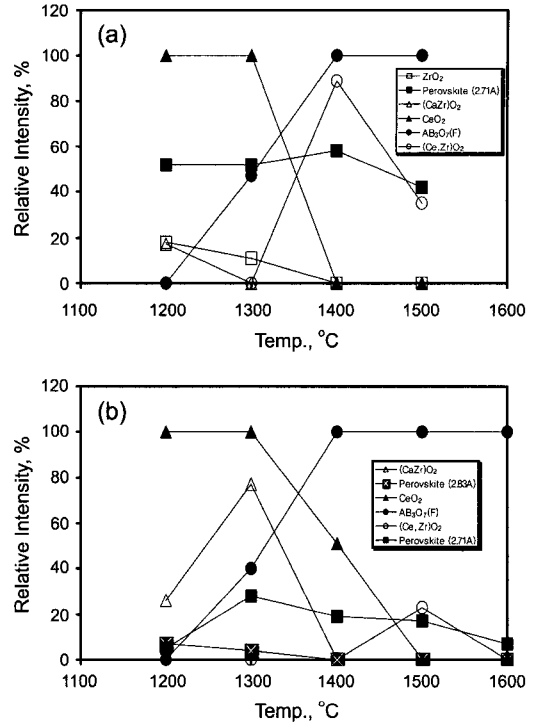 (a)
Relative Intensity, %
120
100
80
60
40
20
0
ZrO₂
Perovskite (2.71A)
(CaZr)O₂
CeO₂
AB₃O₇(F)
(Ce,Zr)O₂
1100 1200 1300 1400 1500 1600
Temp., °C
(b)
Relative Intensity, %
120
100
80
60
40
20
0
(CaZr)O₂
Perovskite (2.83A)
CeO₂
AB₃O₇(F)
(Ce,Zr)O₂
Perovskite (2.71A)
1100 1200 1300 1400 1500 1600
Temp., °C